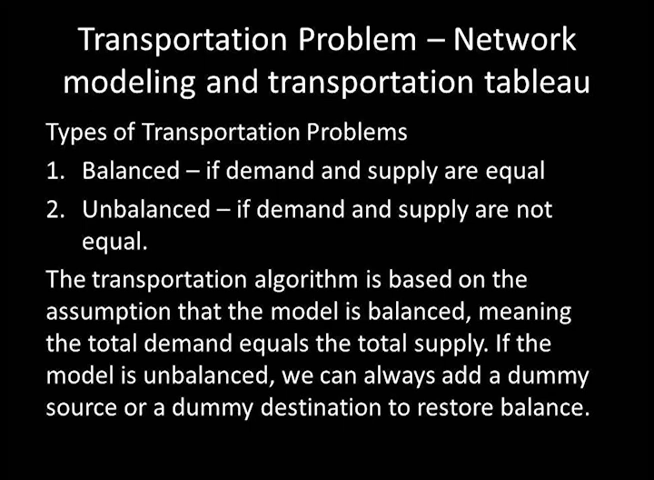 Transportation Problem – Network
modeling and transportation tableau
Types of Transportation Problems
1. Balanced – if demand and supply are equal
2. Unbalanced – if demand and supply are not
equal.
The transportation algorithm is based on the
assumption that the model is balanced, meaning
the total demand equals the total supply. If the
model is unbalanced, we can always add a dummy
source or a dummy destination to restore balance.